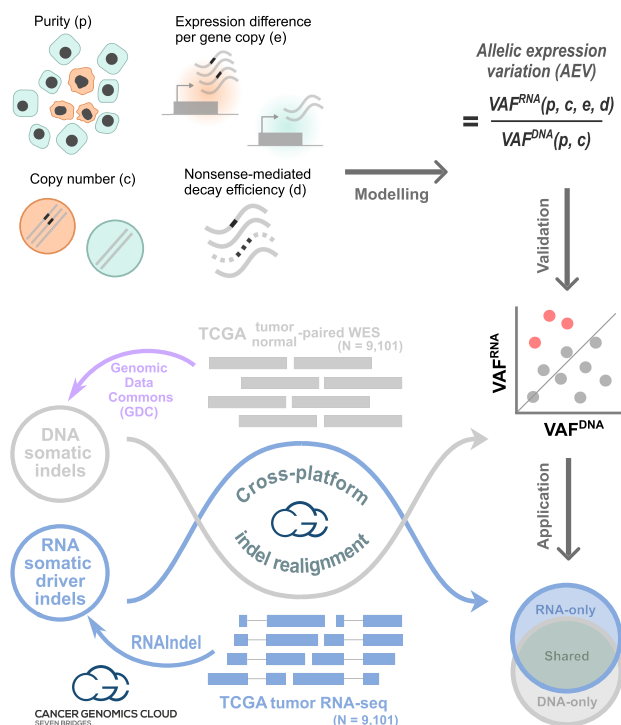 Purity (p)
Expression difference
per gene copy (e)
Allelic expression
variation (AEV)
= VAF^RNA(p, c, e, d)
VAF^DNA(p, c)
Copy number (c)
Nonsense-mediated
decay efficiency (d)
Modelling
Validation
TCGA tumor
normal -paired WES
(N = 9,101)
Genomic
Data
Commons
(GDC)
VAF^RNA
VAF^DNA
DNA
somatic
indels
Cross-platform
indel realignment
Application
RNA
somatic
driver
indels
RNAIndel
RNA-only
Shared
DNA-only
CANCER GENOMICS CLOUD
SEVEN BRIDGES
TCGA tumor RNA-seq
(N = 9,101)